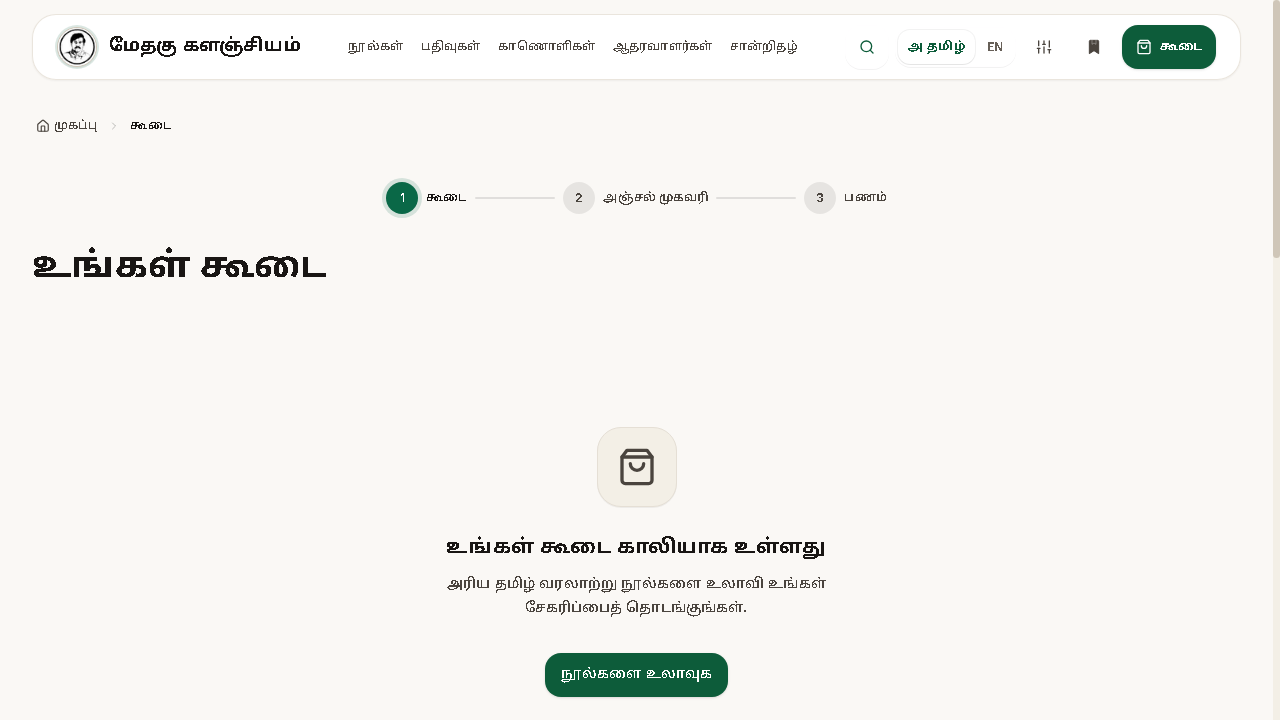 மேதகு களஞ்சியம்
நூல்கள் பதிவுகள் காணொளிகள் ஆதரவாளர்கள் சான்றிதழ்
அ தமிழ் EN
கூடை
முகப்பு கூடை
1 கூடை 2 அஞ்சல் முகவரி 3 பணம்
உங்கள் கூடை
உங்கள் கூடை காலியாக உள்ளது
அரிய தமிழ் வரலாற்று நூல்களை உலாவி உங்கள்
சேகரிப்பைத் தொடங்குங்கள்.
நூல்களை உலாவுக